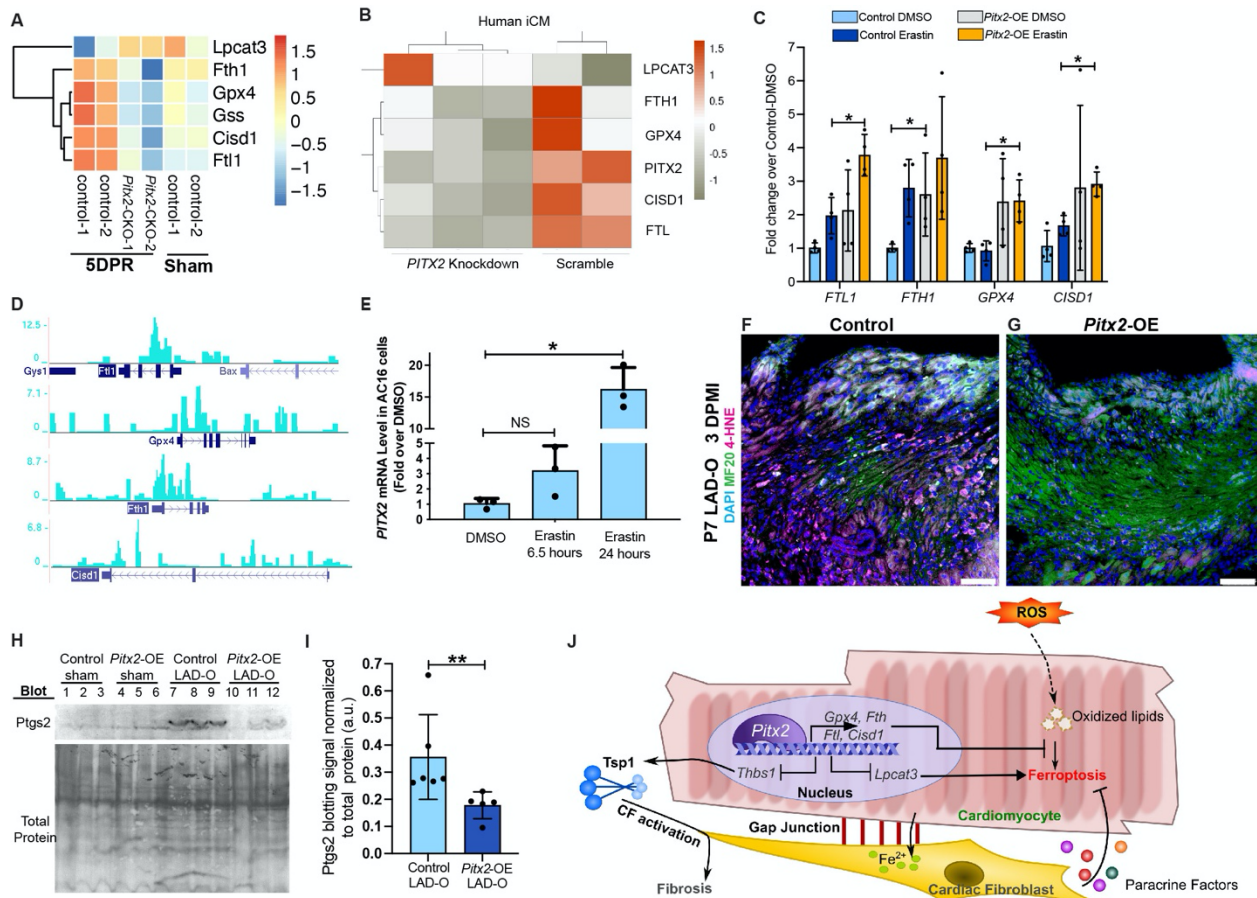 A
Lpcat3
Fth1
Gpx4
Gss
Cisd1
Ftl1
1.5
1
0.5
0
−0.5
−1
−1.5
control-1
control-2
Pitx2-CKO-1
Pitx2-CKO-2
control-1
control-2
5DPR Sham
B
Human iCM
LPCAT3
FTH1
GPX4
PITX2
CISD1
FTL
1.5
1
0.5
0
-0.5
-1
PITX2 Knockdown Scramble
C
Control DMSO
Control Erastin
Pitx2-OE DMSO
Pitx2-OE Erastin
Fold change over Control-DMSO
8
7
6
5
4
3
2
1
0
* * * *
FTL1 FTH1 GPX4 CISD1
D
12.5
0
Gys1 Ftl1 Bax
4.4
0
Gpx4
8.7
0
Fth1
6.8
0
Cisd1
E
PITX2 mRNA Level in AC16 cells
(Fold over DMSO)
20
15
10
4
3
2
1
0
*
NS
DMSO
Erastin
6.5 hours
Erastin
24 hours
F Control
G Pitx2-OE
P7 LAD-O 3 DPMI
DAPI MF20 4-HNE
H
Control
sham
Pitx2-OE
sham
Control
LAD-O
Pitx2-OE
LAD-O
Blot 1 2 3 4 5 6 7 8 9 10 11 12
Ptgs2
Total
Protein
I
Ptgs2 blotting signal normalized
to total protein (a.u.)
0.7
0.6
0.5
0.4
0.3
0.2
0.1
0.0
**
Control
LAD-O
Pitx2-OE
LAD-O
J
ROS
Oxidized lipids
Ferroptosis
Pitx2
Gpx4, Fth
Ftl, Cisd1
Thbs1
Lpcat3
Nucleus
Tsp1
CF activation
Fibrosis
Gap Junction
Cardiomyocyte
Fe2+
Cardiac Fibroblast
Paracrine Factors